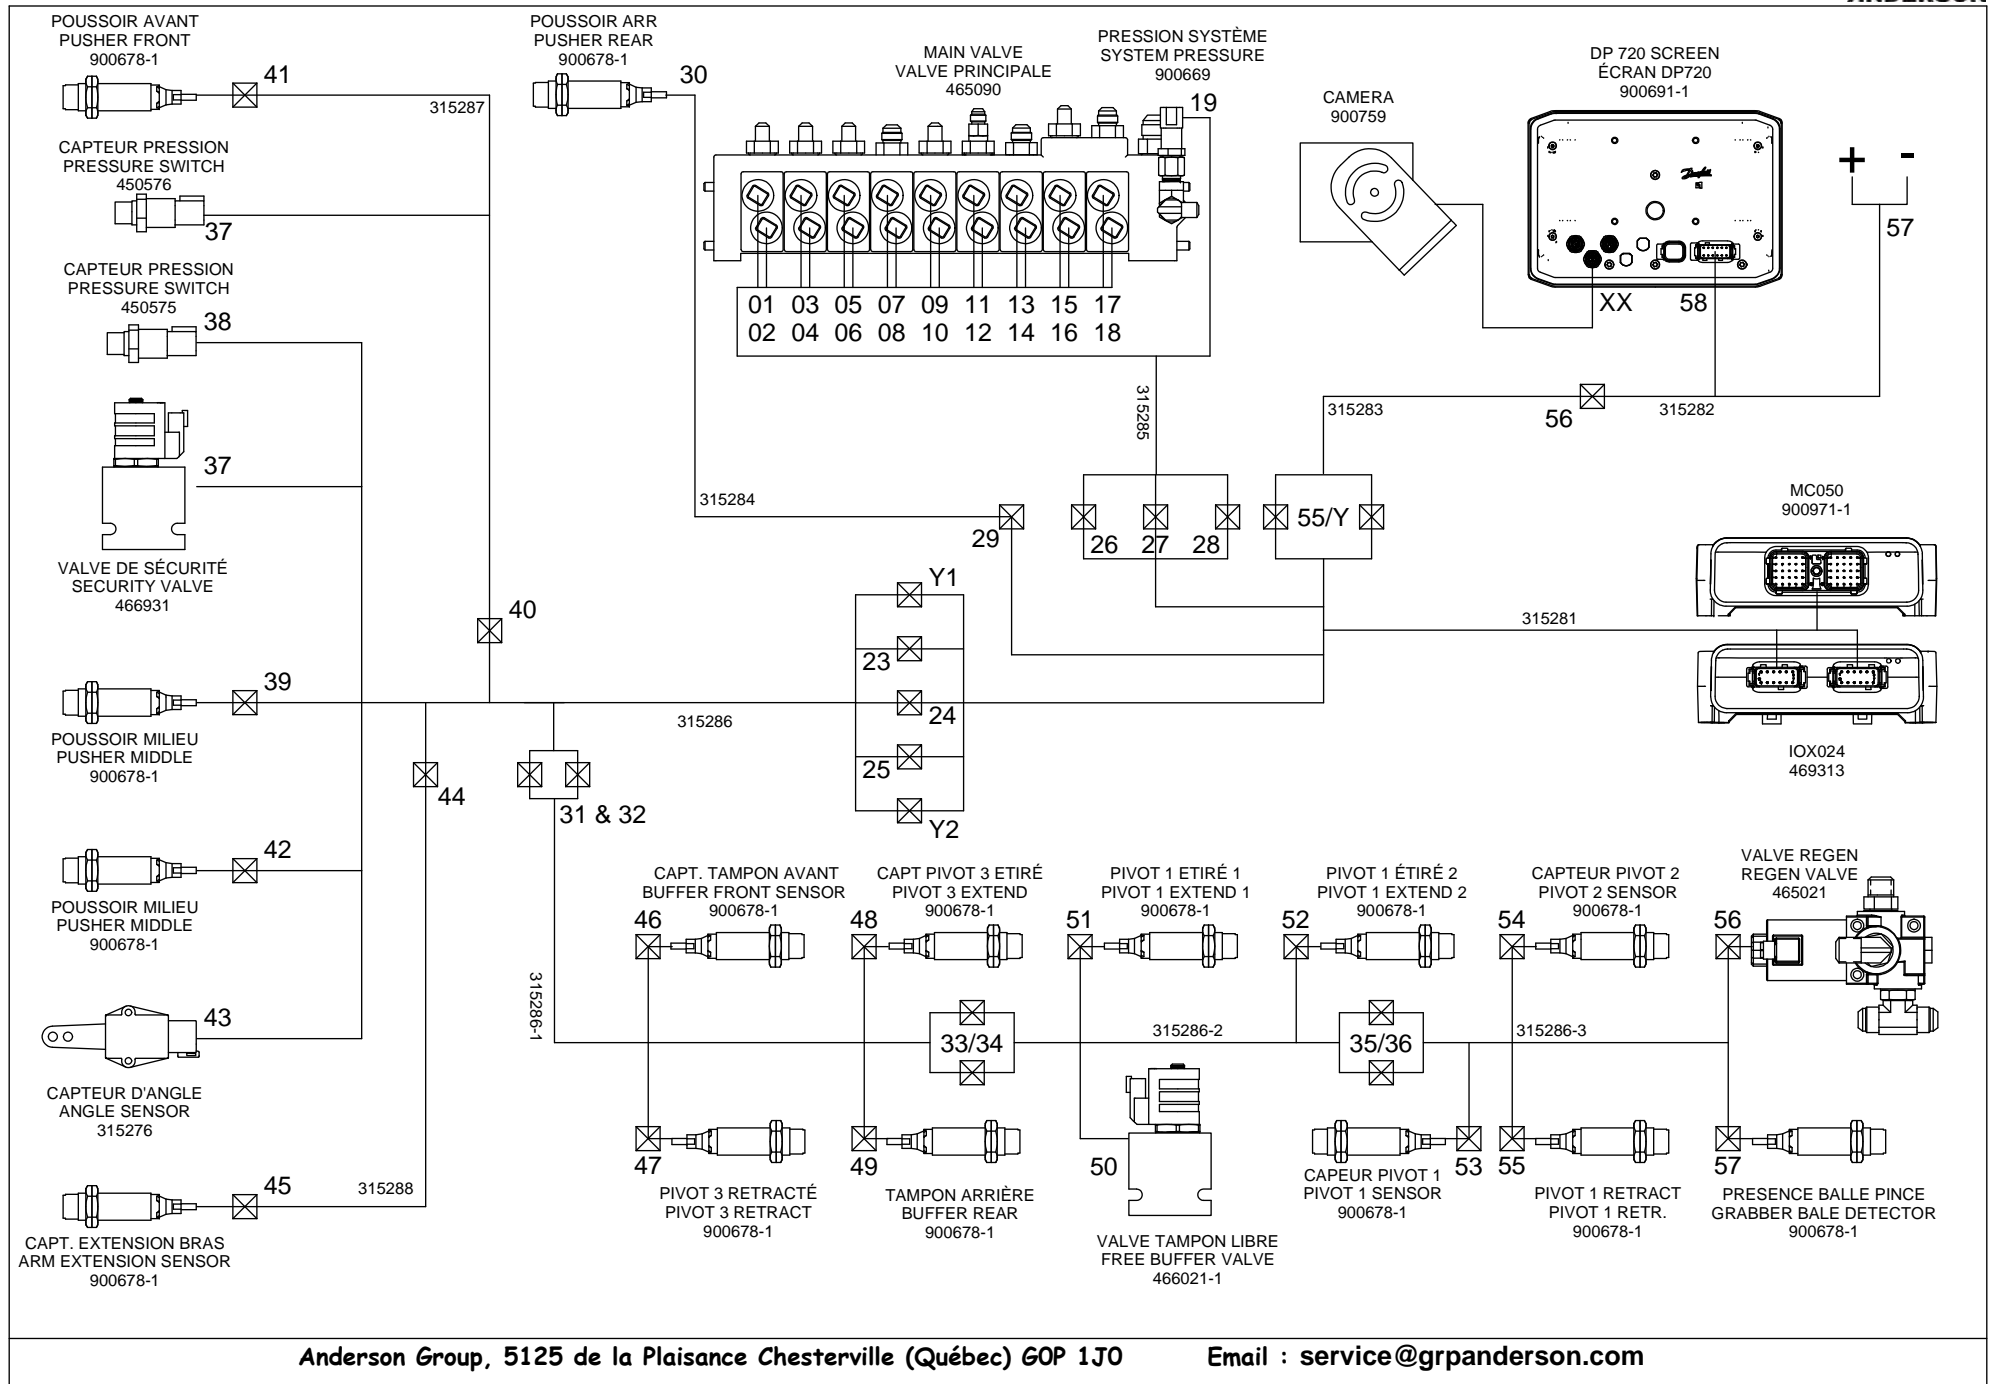 ANDERSON
POUSSOIR AVANT
PUSHER FRONT
900678-1
41
315287
CAPTEUR PRESSION
PRESSURE SWITCH
450576
37
CAPTEUR PRESSION
PRESSURE SWITCH
450575
38
37
VALVE DE SÉCURITÉ
SECURITY VALVE
466931
40
39
POUSSOIR MILIEU
PUSHER MIDDLE
900678-1
44
42
POUSSOIR MILIEU
PUSHER MIDDLE
900678-1
43
CAPTEUR D'ANGLE
ANGLE SENSOR
315276
45
315288
CAPT. EXTENSION BRAS
ARM EXTENSION SENSOR
900678-1
POUSSOIR ARR
PUSHER REAR
900678-1
30
MAIN VALVE
VALVE PRINCIPALE
465090
PRESSION SYSTÈME
SYSTEM PRESSURE
900669
19
01 03 05 07 09 11 13 15 17
02 04 06 08 10 12 14 16 18
CAMERA
900759
DP 720 SCREEN
ÉCRAN DP720
900691-1
Danfoss
+ -
57
XX
58
315285
315283
56
315282
315284
29
26
27
28
55/Y
MC050
900971-1
315281
IOX024
469313
Y1
23
24
25
Y2
315286
31 & 32
315286-1
CAPT. TAMPON AVANT
BUFFER FRONT SENSOR
900678-1
46
CAPT PIVOT 3 ETIRÉ
PIVOT 3 EXTEND
900678-1
48
PIVOT 1 ETIRÉ 1
PIVOT 1 EXTEND 1
900678-1
51
PIVOT 1 ÉTIRÉ 2
PIVOT 1 EXTEND 2
900678-1
52
CAPTEUR PIVOT 2
PIVOT 2 SENSOR
900678-1
54
VALVE REGEN
REGEN VALVE
465021
56
33/34
315286-2
35/36
315286-3
47
PIVOT 3 RETRACTÉ
PIVOT 3 RETRACT
900678-1
49
TAMPON ARRIÈRE
BUFFER REAR
900678-1
50
VALVE TAMPON LIBRE
FREE BUFFER VALVE
466021-1
53
CAPEUR PIVOT 1
PIVOT 1 SENSOR
900678-1
55
PIVOT 1 RETRACT
PIVOT 1 RETR.
900678-1
57
PRESENCE BALLE PINCE
GRABBER BALE DETECTOR
900678-1
Anderson Group, 5125 de la Plaisance Chesterville (Québec) G0P 1J0 Email : service@grpanderson.com